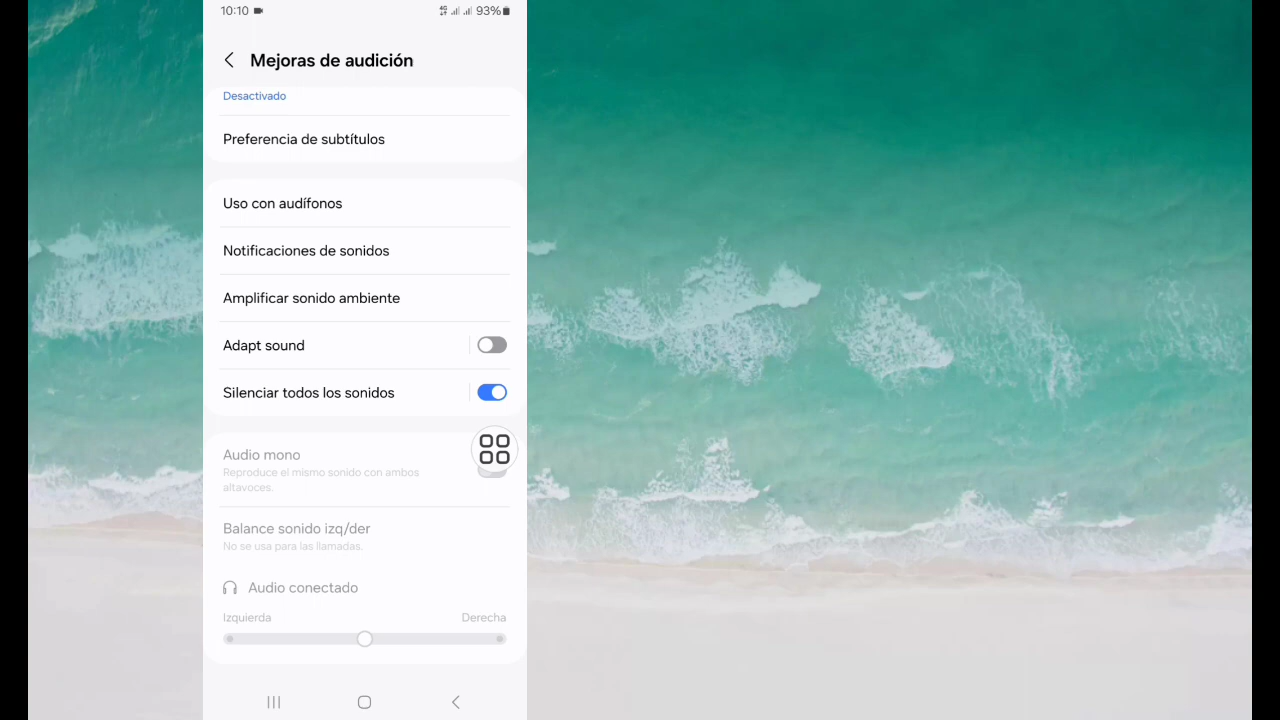 10:10
4G 93%
Mejoras de audición
Desactivado
Preferencia de subtítulos
Uso con audífonos
Notificaciones de sonidos
Amplificar sonido ambiente
Adapt sound
Silenciar todos los sonidos
Audio mono
Reproduce el mismo sonido con ambos
altavoces.
Balance sonido izq/der
No se usa para las llamadas.
Audio conectado
Izquierda Derecha